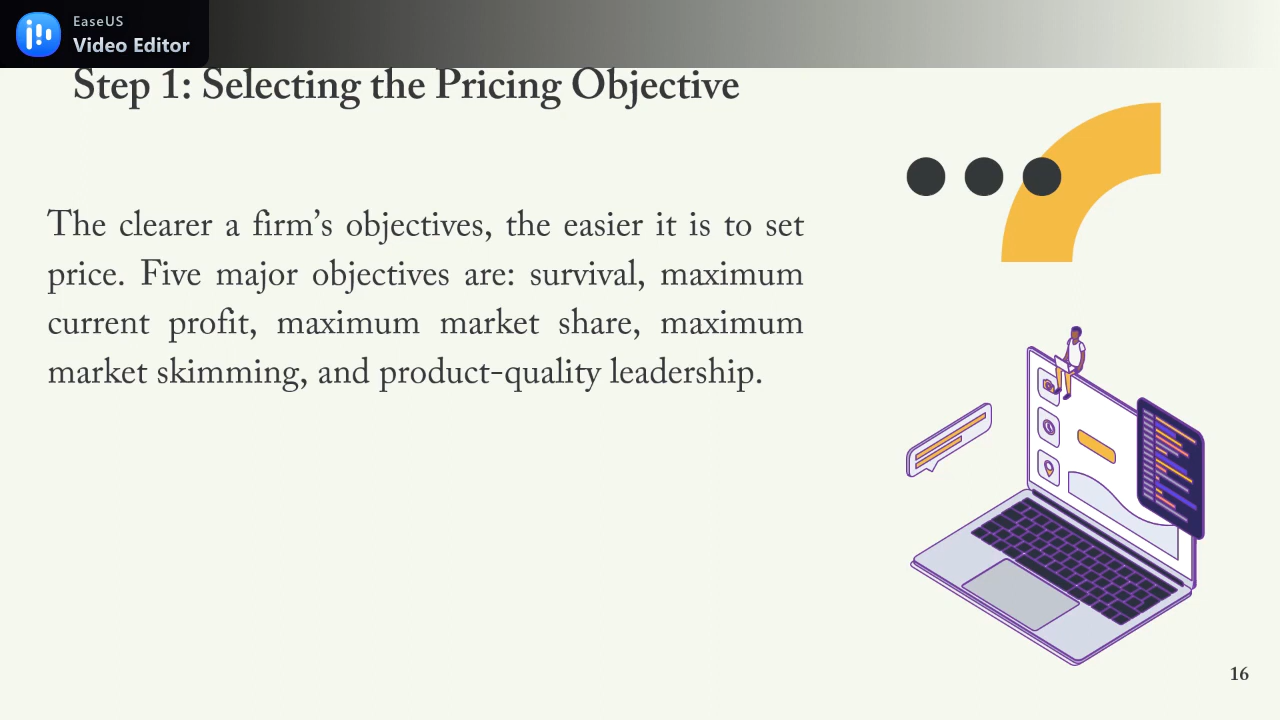 EaseUS
Video Editor
Step 1: Selecting the Pricing Objective
The clearer a firm’s objectives, the easier it is to set
price. Five major objectives are: survival, maximum
current profit, maximum market share, maximum
market skimming, and product-quality leadership.
16